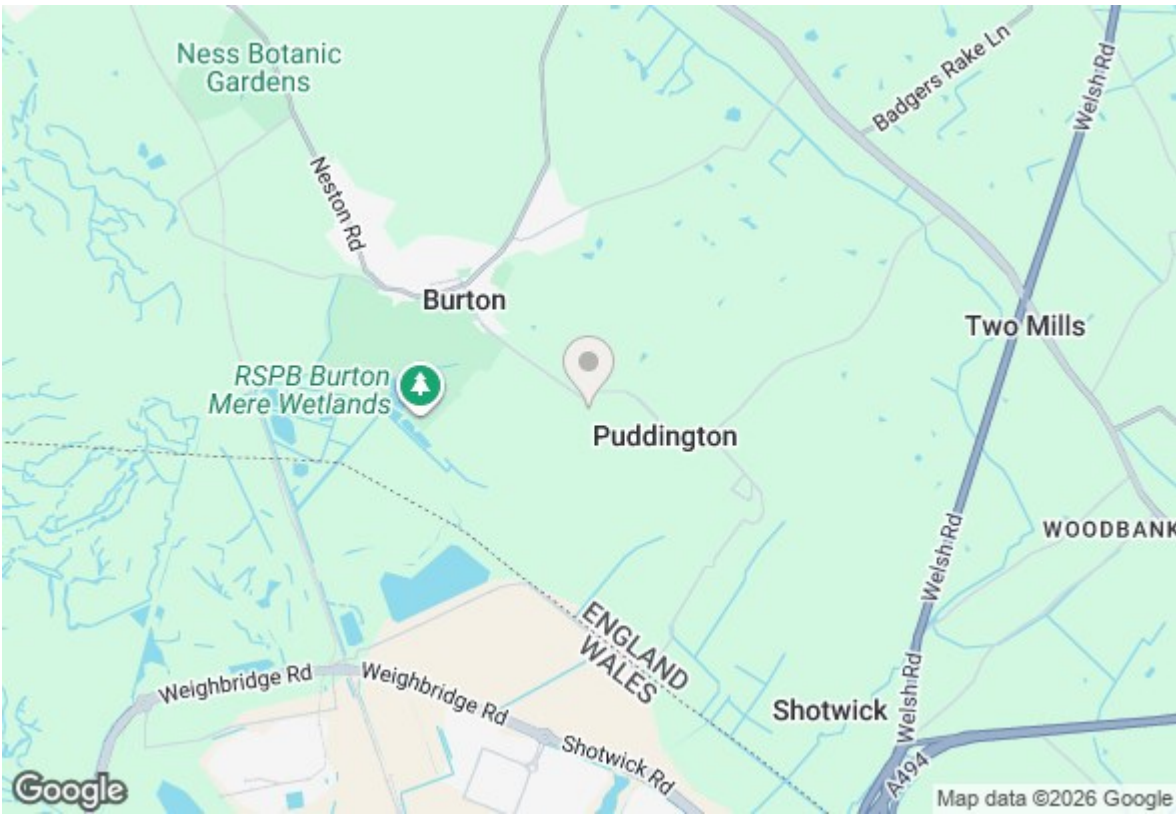 Ness Botanic
Gardens
Badgers Rake Ln
Welsh Rd
Neston Rd
Burton
Two Mills
RSPB Burton
Mere Wetlands
Puddington
WOODBANK
Welsh Rd
ENGLAND
WALES
Weighbridge Rd
Weighbridge Rd
Welsh Rd
Shotwick
Shotwick Rd
A494
Google
Map data ©2026 Google